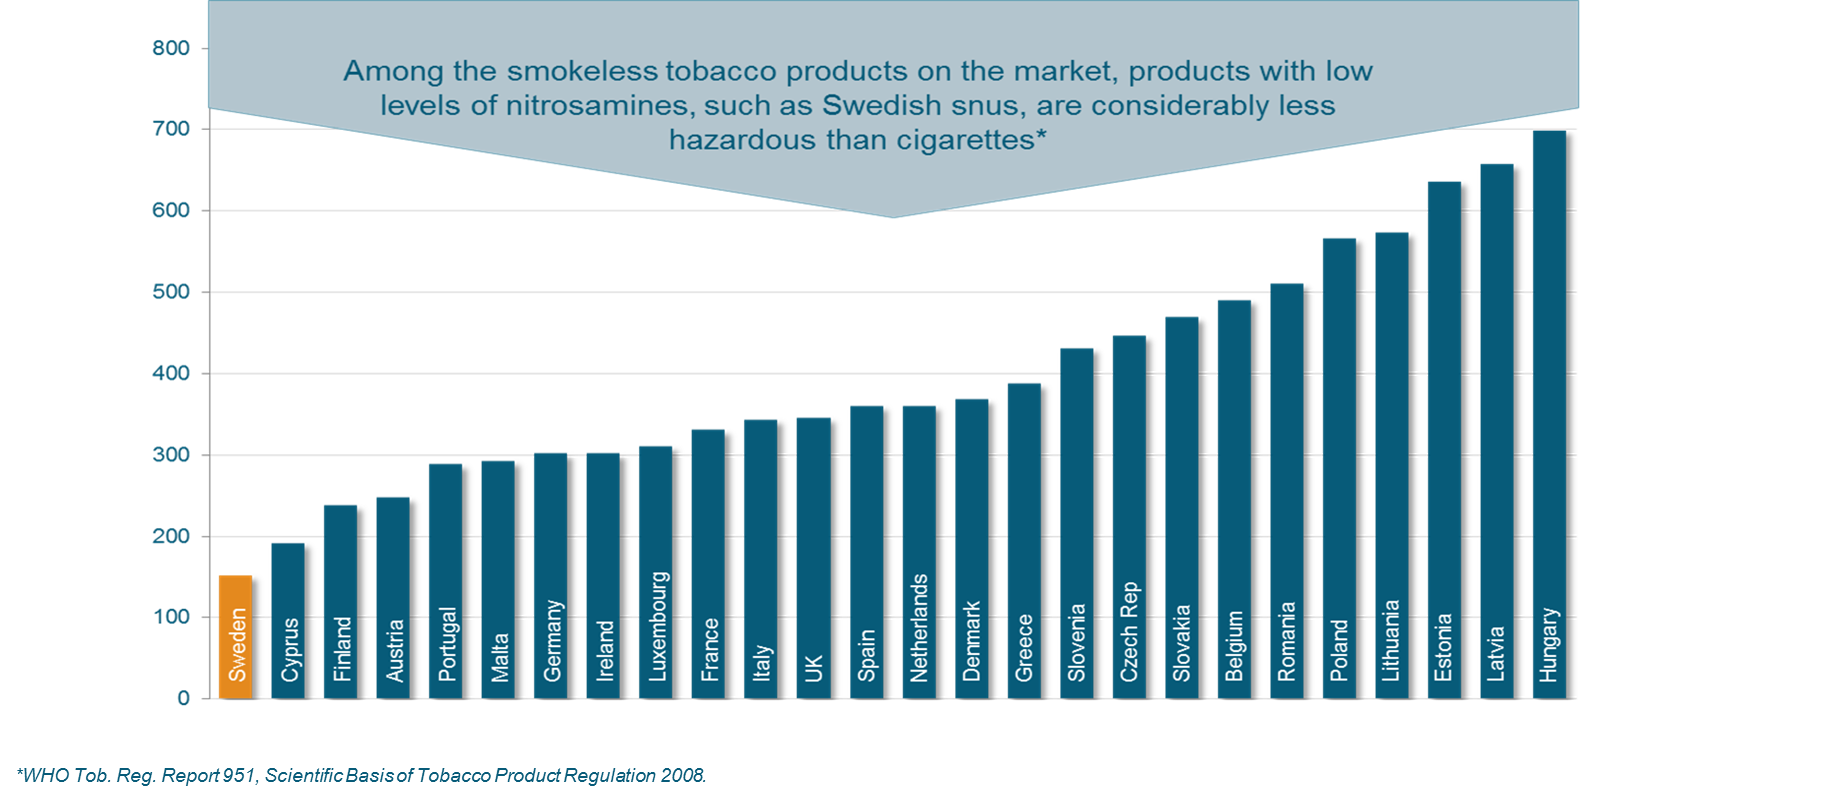 Among the smokeless tobacco products on the market, products with low
levels of nitrosamines, such as Swedish snus, are considerably less
hazardous than cigarettes*
800
700
600
500
400
300
200
100
0
Sweden
Cyprus
Finland
Austria
Portugal
Malta
Germany
Ireland
Luxembourg
France
Italy
UK
Spain
Netherlands
Denmark
Greece
Slovenia
Czech Rep
Slovakia
Belgium
Romania
Poland
Lithuania
Estonia
Latvia
Hungary
*WHO Tob. Reg. Report 951, Scientific Basis of Tobacco Product Regulation 2008.